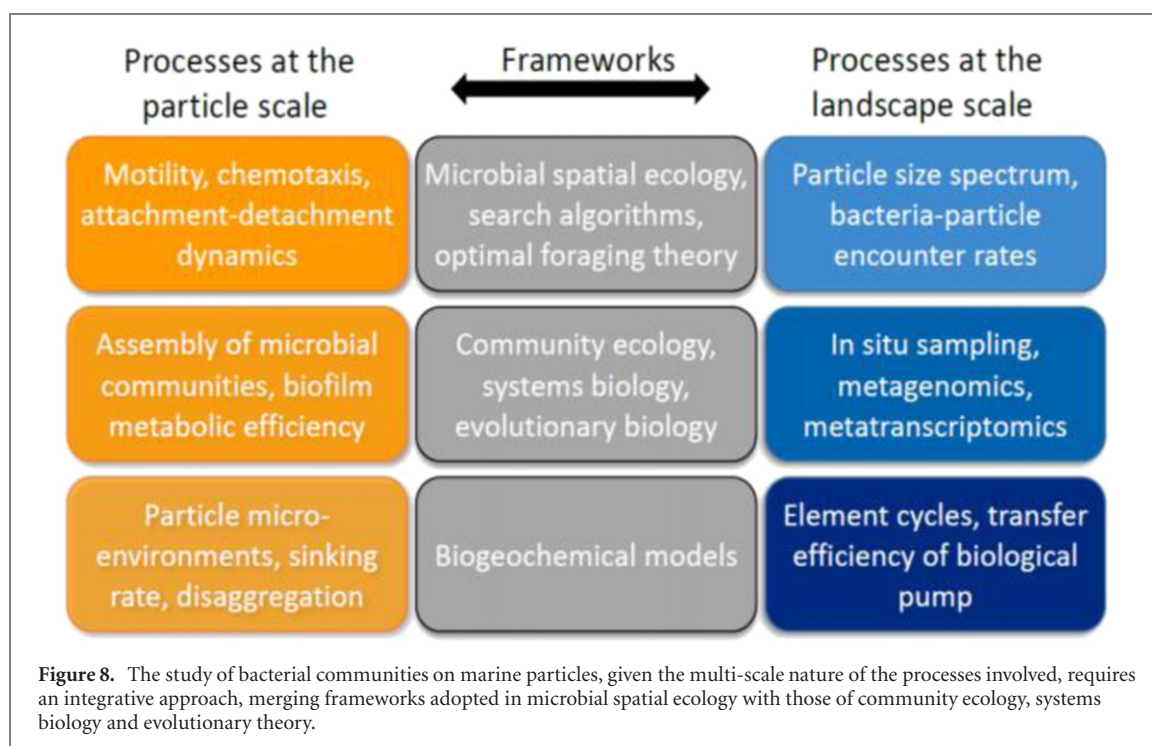 Processes at the
particle scale
Frameworks
Processes at the
landscape scale
Motility, chemotaxis,
attachment-detachment
dynamics
Microbial spatial ecology,
search algorithms,
optimal foraging theory
Particle size spectrum,
bacteria-particle
encounter rates
Assembly of microbial
communities, biofilm
metabolic efficiency
Community ecology,
systems biology,
evolutionary biology
In situ sampling,
metagenomics,
metatranscriptomics
Particle micro-
environments, sinking
rate, disaggregation
Biogeochemical models
Element cycles, transfer
efficiency of biological
pump
Figure 8. The study of bacterial communities on marine particles, given the multi-scale nature of the processes involved, requires
an integrative approach, merging frameworks adopted in microbial spatial ecology with those of community ecology, systems
biology and evolutionary theory.